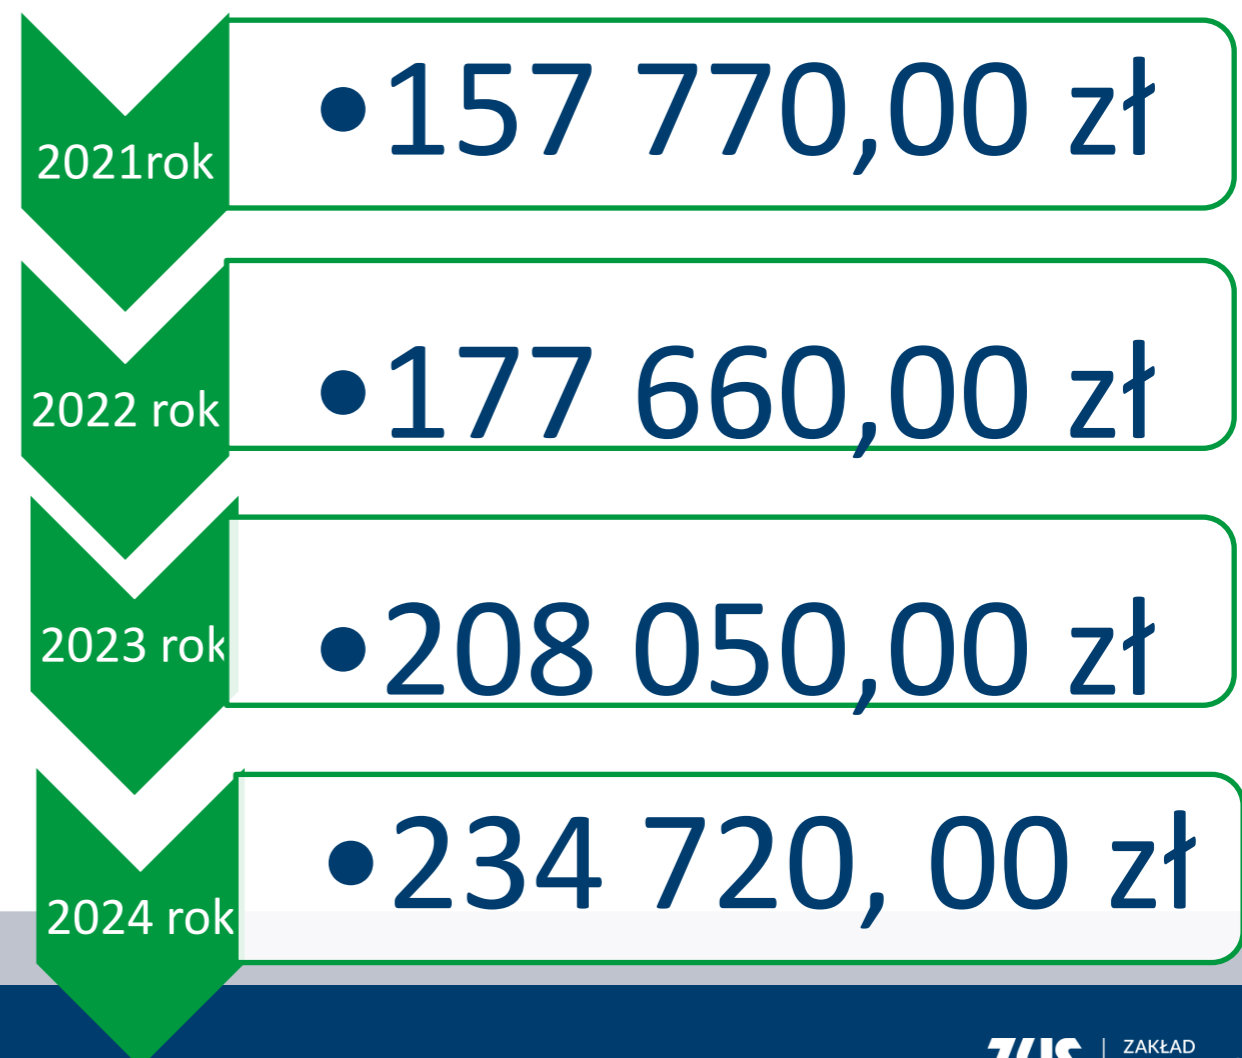 2021rok
•157 770,00 zł
2022 rok
•177 660,00 zł
2023 rok
•208 050,00 zł
2024 rok
•234 720, 00 zł
ZUS
ZAKŁAD